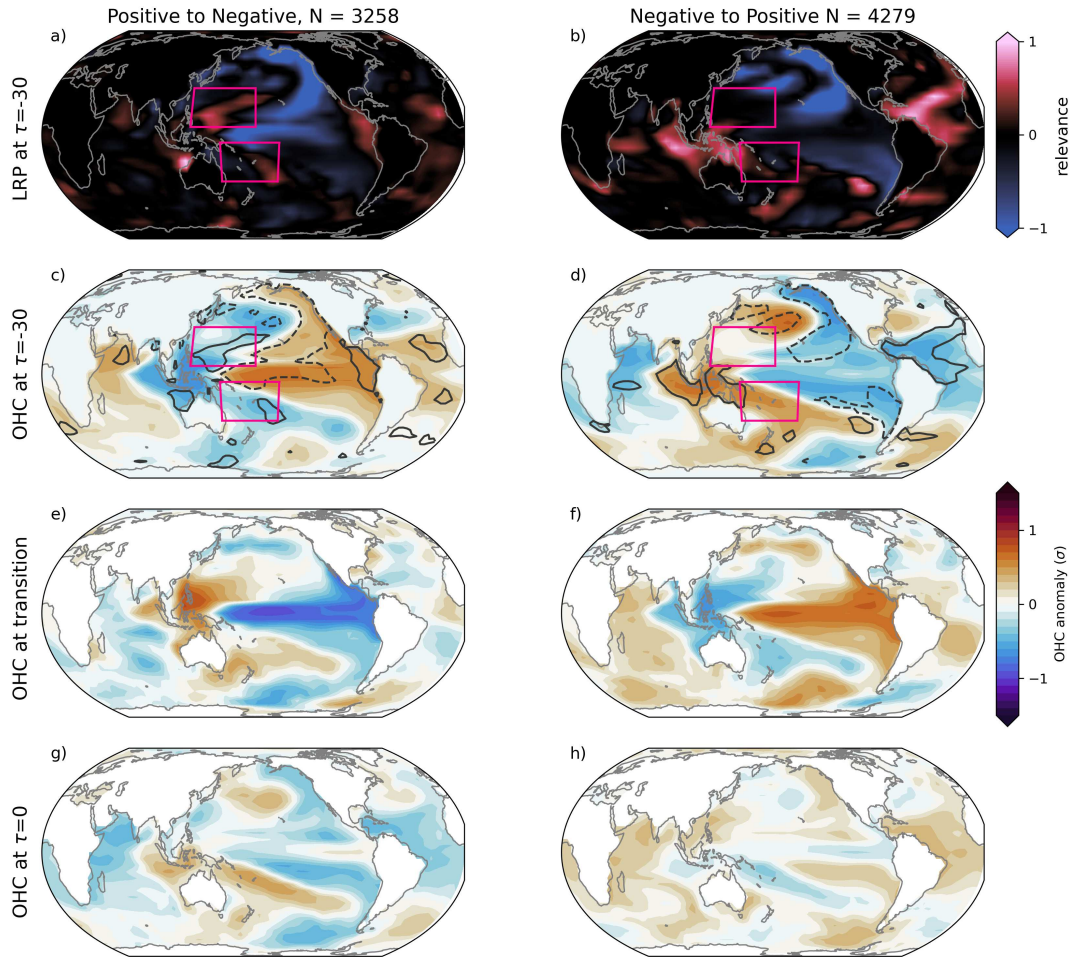 Positive to Negative, N = 3258
Negative to Positive N = 4279
a)
b)
LRP at τ=-30
1
0
−1
relevance
c)
d)
OHC at τ=-30
e)
f)
OHC at transition
1
0
−1
OHC anomaly (σ)
g)
h)
OHC at τ=0